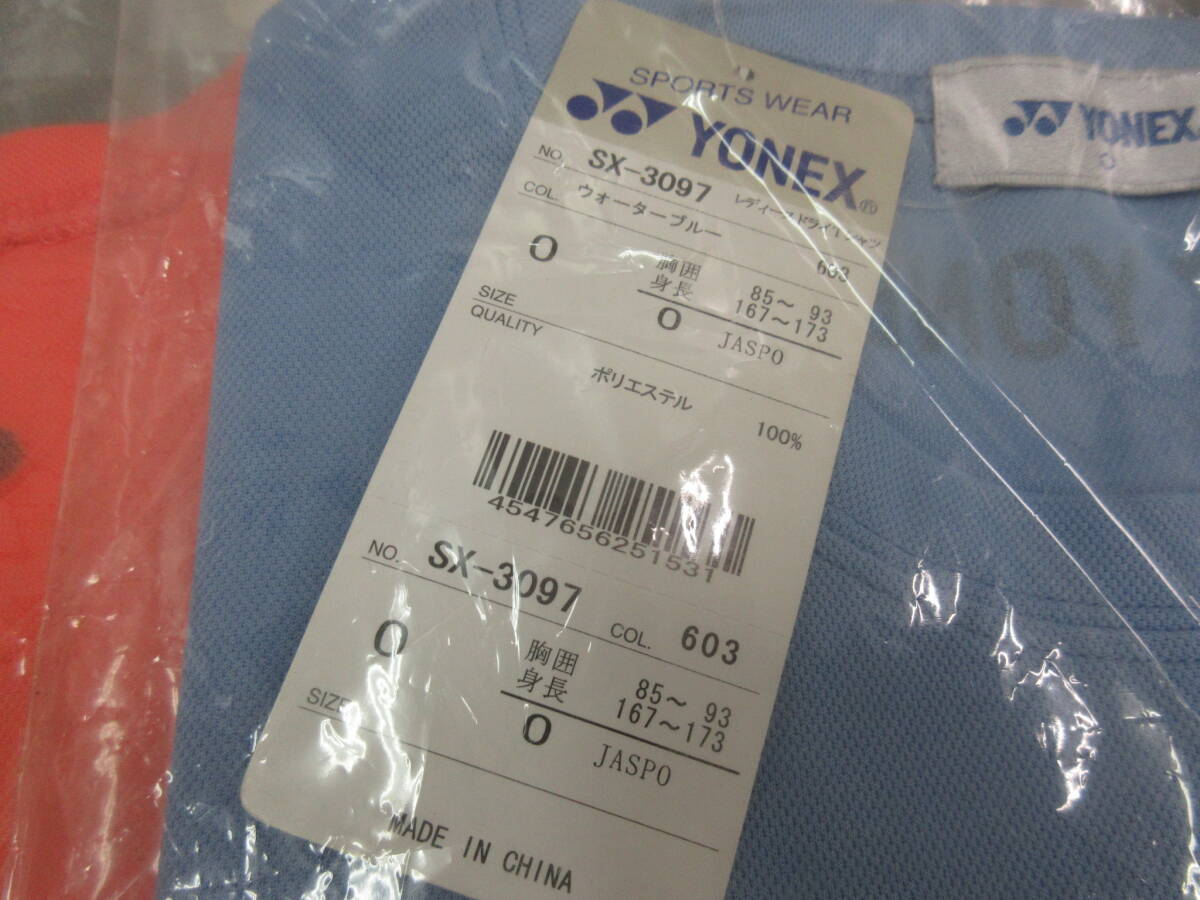 SPORTS WEAR
YONEX®
NO. SX-3097 レディースドライTシャツ
COL. ウォーターブルー 603
SIZE O 胸囲 85～ 93
身長 167～173
O JASPO
QUALITY
ポリエステル 100%
4547656251531
NO. SX-3097 COL. 603
SIZE O 胸囲 85～ 93
身長 167～173
O JASPO
MADE IN CHINA
YONEX
O